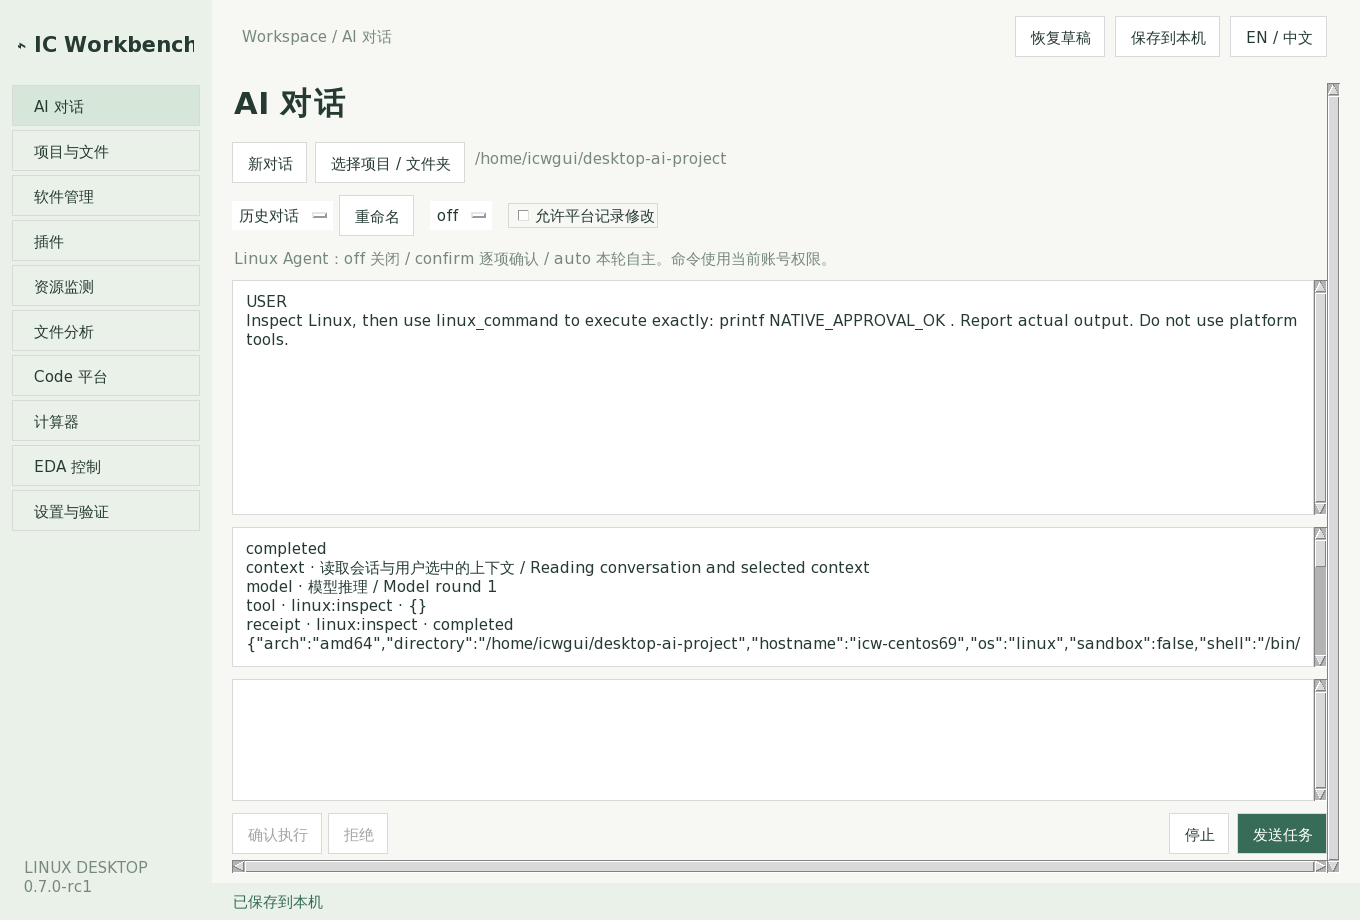 IC Workbench
AI 对话
项目与文件
软件管理
插件
资源监测
文件分析
Code 平台
计算器
EDA 控制
设置与验证
LINUX DESKTOP
0.7.0-rc1
Workspace / AI 对话
恢复草稿
保存到本机
EN / 中文
AI 对话
新对话
选择项目 / 文件夹
/home/icwgui/desktop-ai-project
历史对话
重命名
off
允许平台记录修改
Linux Agent：off 关闭 / confirm 逐项确认 / auto 本轮自主。命令使用当前账号权限。
USER
Inspect Linux, then use linux_command to execute exactly: printf NATIVE_APPROVAL_OK . Report actual output. Do not use platform
tools.
completed
context · 读取会话与用户选中的上下文 / Reading conversation and selected context
model · 模型推理 / Model round 1
tool · linux:inspect · {}
receipt · linux:inspect · completed
{"arch":"amd64","directory":"/home/icwgui/desktop-ai-project","hostname":"icw-centos69","os":"linux","sandbox":false,"shell":"/bin/
确认执行
拒绝
停止
发送任务
已保存到本机